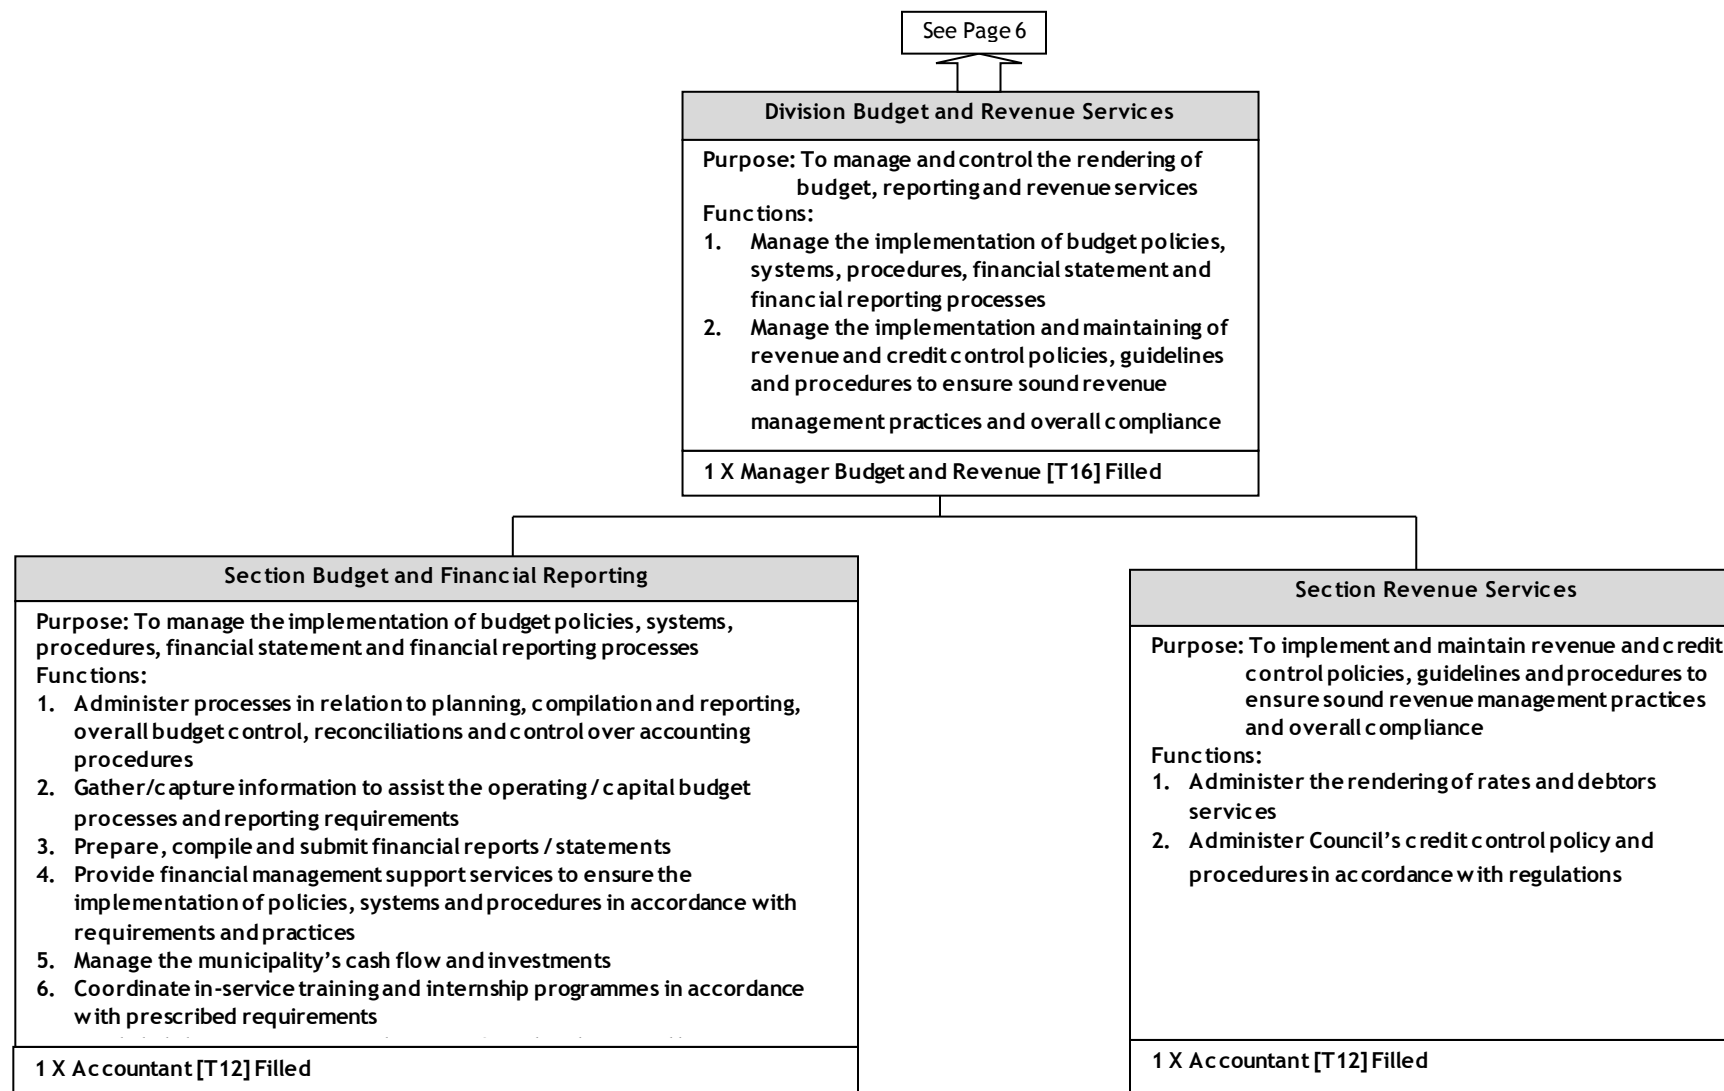 See Page 6
Division Budget and Revenue Services
Purpose: To manage and control the rendering of
budget, reporting and revenue services
Functions:
1. Manage the implementation of budget policies,
systems, procedures, financial statement and
financial reporting processes
2. Manage the implementation and maintaining of
revenue and credit control policies, guidelines
and procedures to ensure sound revenue
management practices and overall compliance
1 X Manager Budget and Revenue [T16] Filled
Section Budget and Financial Reporting
Purpose: To manage the implementation of budget policies, systems,
procedures, financial statement and financial reporting processes
Functions:
1. Administer processes in relation to planning, compilation and reporting,
overall budget control, reconciliations and control over accounting
procedures
2. Gather/capture information to assist the operating / capital budget
processes and reporting requirements
3. Prepare, compile and submit financial reports / statements
4. Provide financial management support services to ensure the
implementation of policies, systems and procedures in accordance with
requirements and practices
5. Manage the municipality's cash flow and investments
6. Coordinate in-service training and internship programmes in accordance
with prescribed requirements
1 X Accountant [T12] Filled
Section Revenue Services
Purpose: To implement and maintain revenue and credit
control policies, guidelines and procedures to
ensure sound revenue management practices
and overall compliance
Functions:
1. Administer the rendering of rates and debtors
services
2. Administer Council's credit control policy and
procedures in accordance with regulations
1 X Accountant [T12] Filled